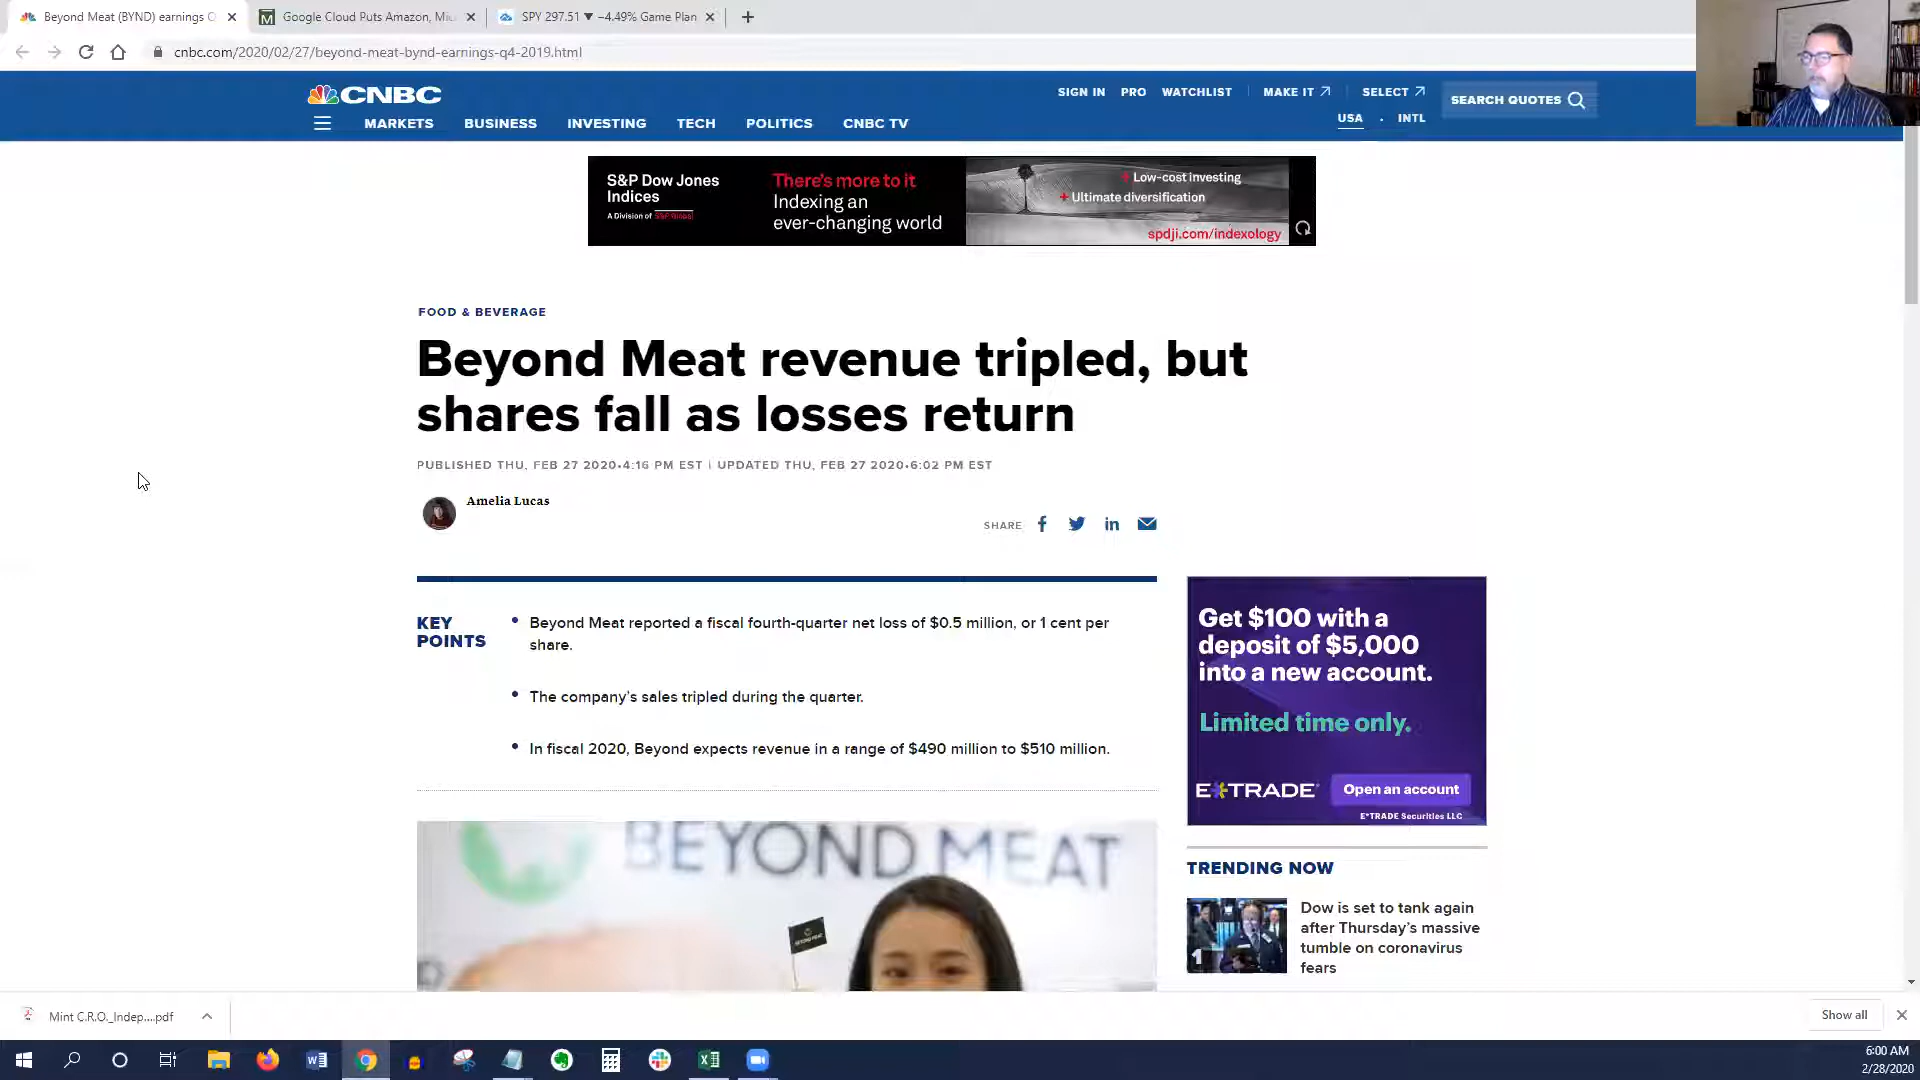 Beyond Meat (BYND) earnings
Google Cloud Puts Amazon,
SPY 297.51 ▼ −4.49% Game Plan
cnbc.com/2020/02/27/beyond-meat-bynd-earnings-q4-2019.html
CNBC
SIGN IN PRO WATCHLIST MAKE IT SELECT
SEARCH QUOTES
USA · INTL
MARKETS BUSINESS INVESTING TECH POLITICS CNBC TV
S&P Dow Jones
Indices
A Division of S&P Global
There's more to it
Indexing an
ever-changing world
+ Low-cost investing
+ Ultimate diversification
spdji.com/indexology
FOOD & BEVERAGE
Beyond Meat revenue tripled, but
shares fall as losses return
PUBLISHED THU, FEB 27 2020•4:16 PM EST | UPDATED THU, FEB 27 2020•6:02 PM EST
Amelia Lucas
SHARE
KEY
POINTS
• Beyond Meat reported a fiscal fourth-quarter net loss of $0.5 million, or 1 cent per
share.
• The company's sales tripled during the quarter.
• In fiscal 2020, Beyond expects revenue in a range of $490 million to $510 million.
BEYOND MEAT
BEYOND MEAT
Get $100 with a
deposit of $5,000
into a new account.
Limited time only.
E*TRADE
Open an account
E*TRADE Securities LLC
TRENDING NOW
1
Dow is set to tank again
after Thursday's massive
tumble on coronavirus
fears
Mint C.R.O._Indep....pdf
Show all
6:00 AM
2/28/2020